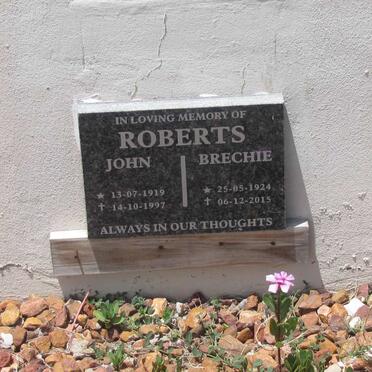 IN LOVING MEMORY OF
ROBERTS
JOHN BRECHIE
★ 13-07-1919 ★ 25-05-1924
✝ 14-10-1997 ✝ 06-12-2015
ALWAYS IN OUR THOUGHTS